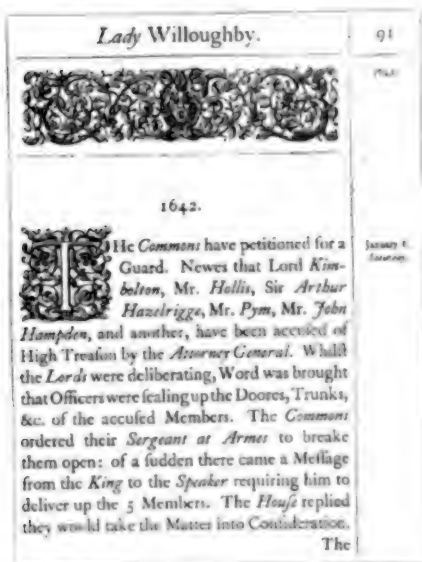 Lady Willoughby.
91
1642.
THe Commons have petitioned for a
Guard. Newes that Lord Kim-
bolton, Mr. Hollis, Sir Arthur
Hazelrigge, Mr. Pym, Mr. John
Hampden, and another, have been accuſed of
High Treaſon by the Attorney General. Whilſt
the Lords were deliberating, Word was brought
that Officers were ſealing up the Doores, Trunks,
&c. of the accuſed Members. The Commons
ordered their Sergeant at Armes to breake
them open: of a ſudden there came a Meſſage
from the King to the Speaker requiring him to
deliver up the 5 Members. The Houſe replied
they would take the Matter into Conſideration.
The
January